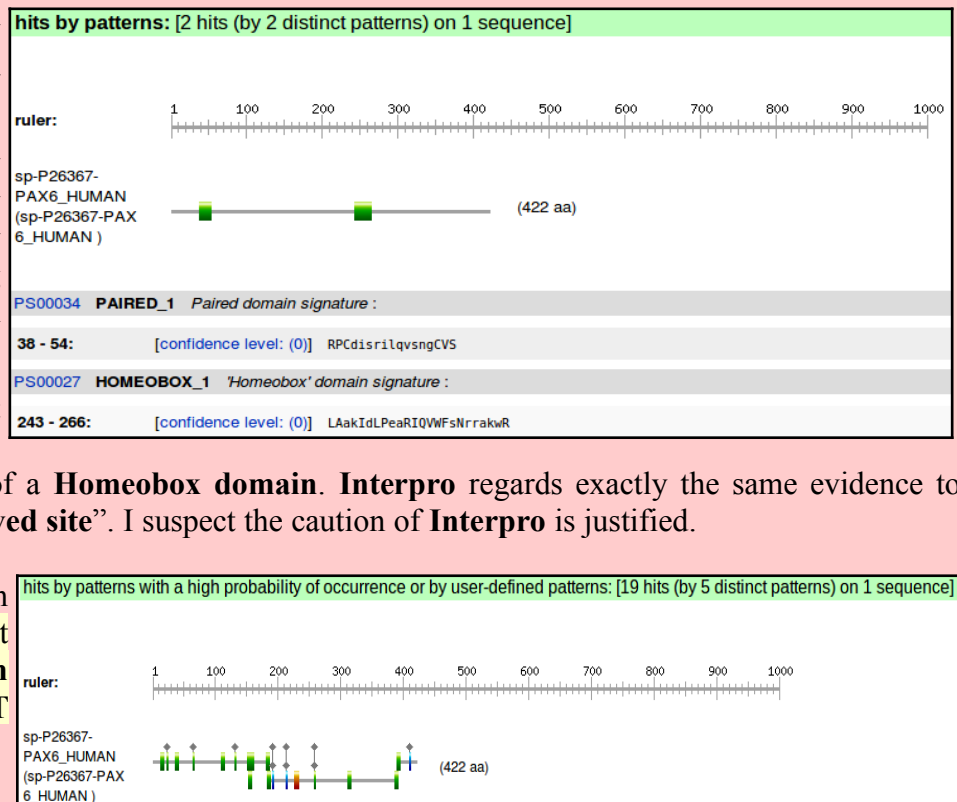 hits by patterns: [2 hits (by 2 distinct patterns) on 1 sequence]
ruler:
1 100 200 300 400 500 600 700 800 900 1000
sp-P26367-
PAX6_HUMAN
(sp-P26367-PAX
6_HUMAN )
(422 aa)
PS00034 PAIRED_1 Paired domain signature :
38 - 54: [confidence level: (0)] RPCdisrilqvsngCVS
PS00027 HOMEOBOX_1 'Homeobox' domain signature :
243 - 266: [confidence level: (0)] LAakIdLPeaRIQVWFsNrrakwR
of a Homeobox domain. Interpro regards exactly the same evidence to
ved site”. I suspect the caution of Interpro is justified.
hits by patterns with a high probability of occurrence or by user-defined patterns: [19 hits (by 5 distinct patterns) on 1 sequence]
ruler:
1 100 200 300 400 500 600 700 800 900 1000
sp-P26367-
PAX6_HUMAN
(sp-P26367-PAX
6_HUMAN )
(422 aa)